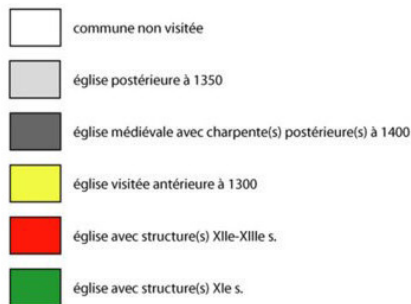 commune non visitée
église postérieure à 1350
église médiévale avec charpente(s) postérieure(s) à 1400
église visitée antérieure à 1300
église avec structure(s) XIIe-XIIIe s.
église avec structure(s) XIe s.